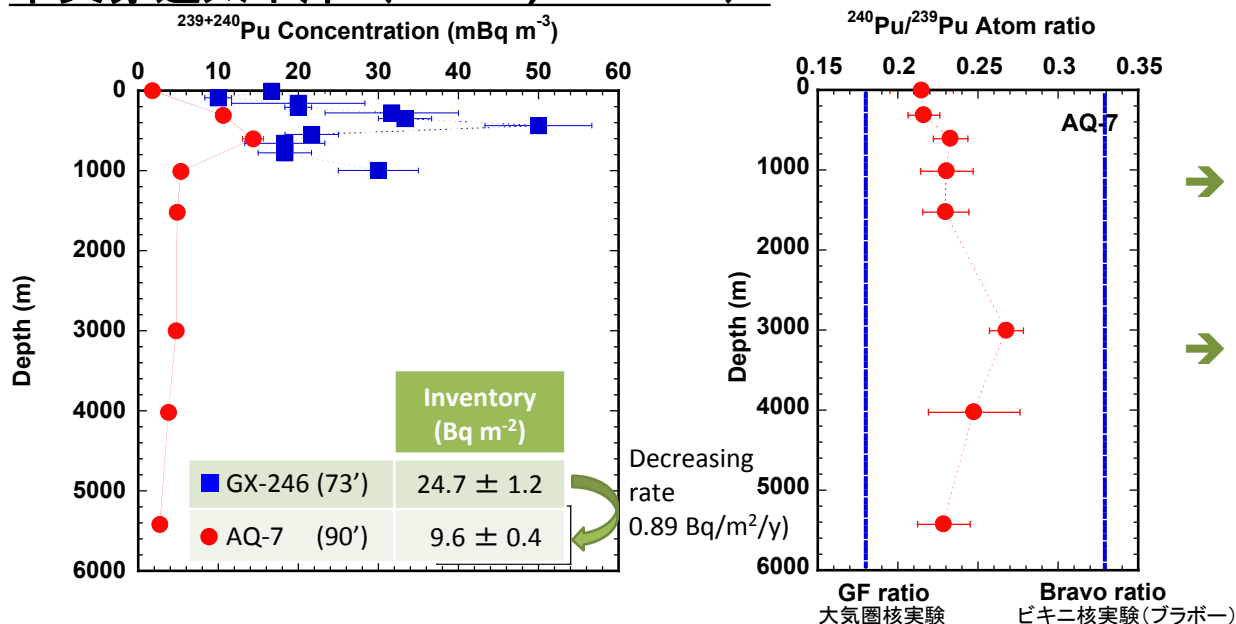 ²³⁹⁺²⁴⁰Pu Concentration (mBq m⁻³)
0 10 20 30 40 50 60
0
1000
2000
3000
4000
5000
6000
Depth (m)
Inventory
(Bq m⁻²)
GX-246 (73’) 24.7 ± 1.2
AQ-7 (90’) 9.6 ± 0.4
Decreasing
rate
0.89 Bq/m²/y)
²⁴⁰Pu/²³⁹Pu Atom ratio
0.15 0.2 0.25 0.3 0.35
AQ-7
0
1000
2000
3000
4000
5000
6000
Depth (m)
GF ratio
大気圏核実験
Bravo ratio
ビキニ核実験(ブラボー)